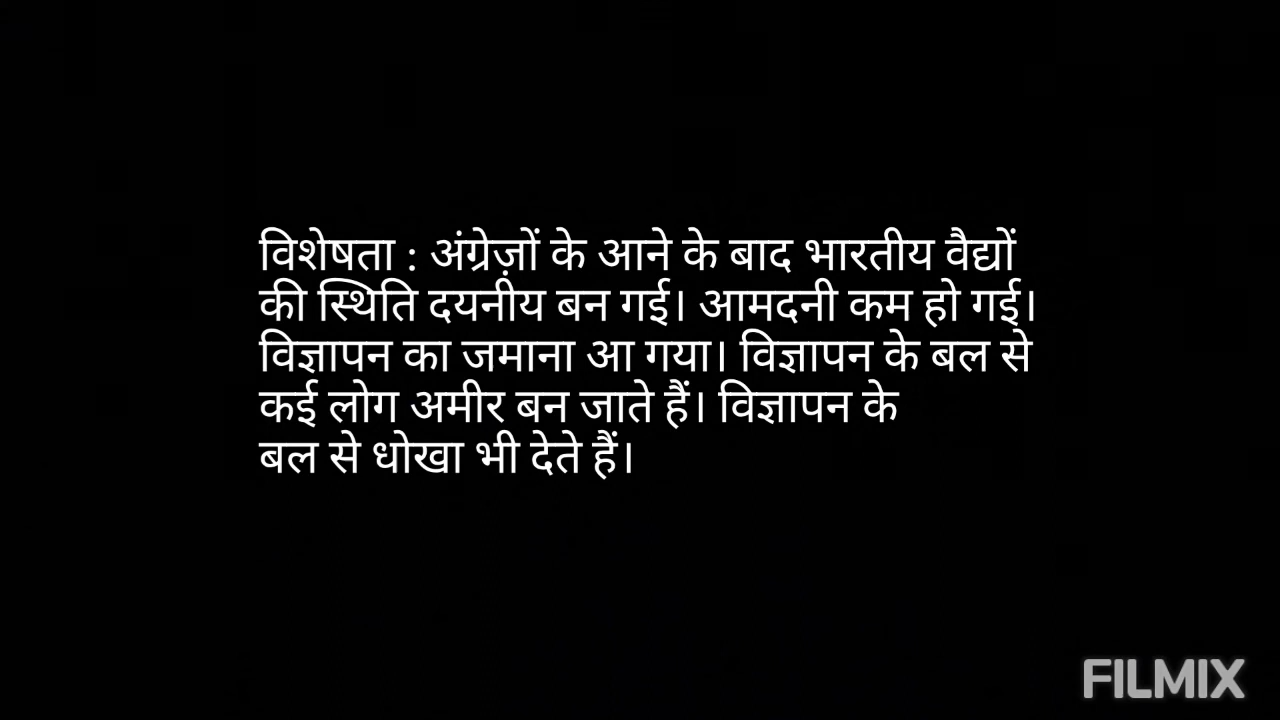 विशेषता : अंग्रेज़ों के आने के बाद भारतीय वैद्यों
की स्थिति दयनीय बन गई। आमदनी कम हो गई।
विज्ञापन का जमाना आ गया। विज्ञापन के बल से
कई लोग अमीर बन जाते हैं। विज्ञापन के
बल से धोखा भी देते हैं।
FILMIX